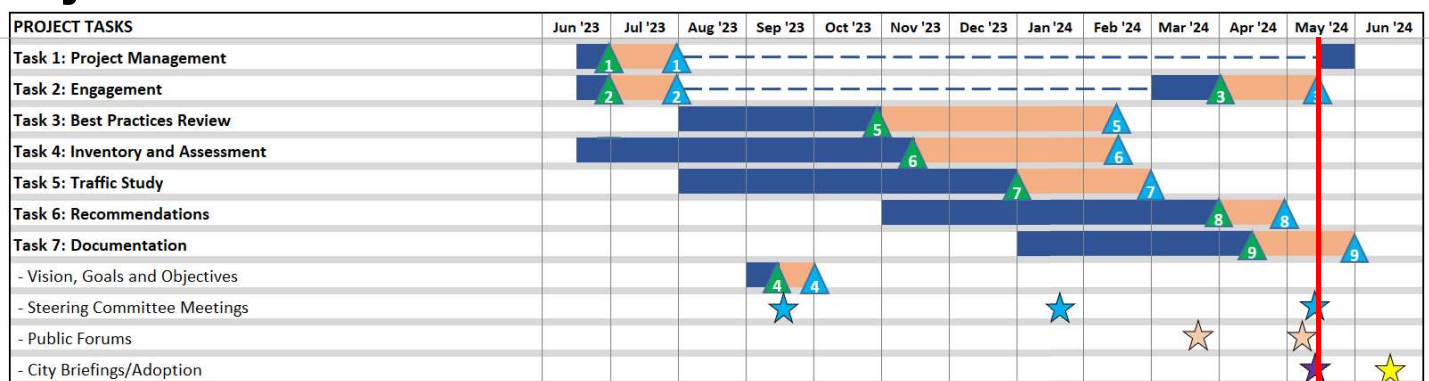 PROJECT TASKS Jun '23 Jul '23 Aug '23 Sep '23 Oct '23 Nov '23 Dec '23 Jan '24 Feb '24 Mar '24 Apr '24 May '24 Jun '24
Task 1: Project Management 1 1
Task 2: Engagement 2 2 3
Task 3: Best Practices Review 5 5
Task 4: Inventory and Assessment 6 6
Task 5: Traffic Study 7 7
Task 6: Recommendations 8 8
Task 7: Documentation 9 9
- Vision, Goals and Objectives 4 4
- Steering Committee Meetings
- Public Forums
- City Briefings/Adoption